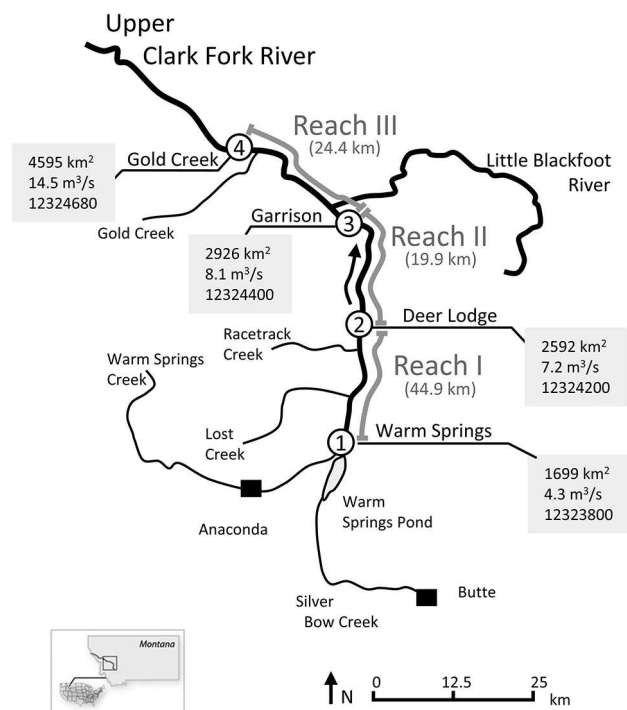 Upper
Clark Fork River
Reach III
(24.4 km)
4595 km²
14.5 m³/s
12324680
Gold Creek
4
Little Blackfoot
River
Gold Creek
Garrison
3
Reach II
(19.9 km)
2926 km²
8.1 m³/s
12324400
2
Deer Lodge
Racetrack
Creek
2592 km²
7.2 m³/s
12324200
Warm Springs
Creek
Reach I
(44.9 km)
Lost
Creek
1
Warm Springs
1699 km²
4.3 m³/s
12323800
Anaconda
Warm
Springs Pond
Butte
Silver
Bow Creek
Montana
N
0 12.5 25
km